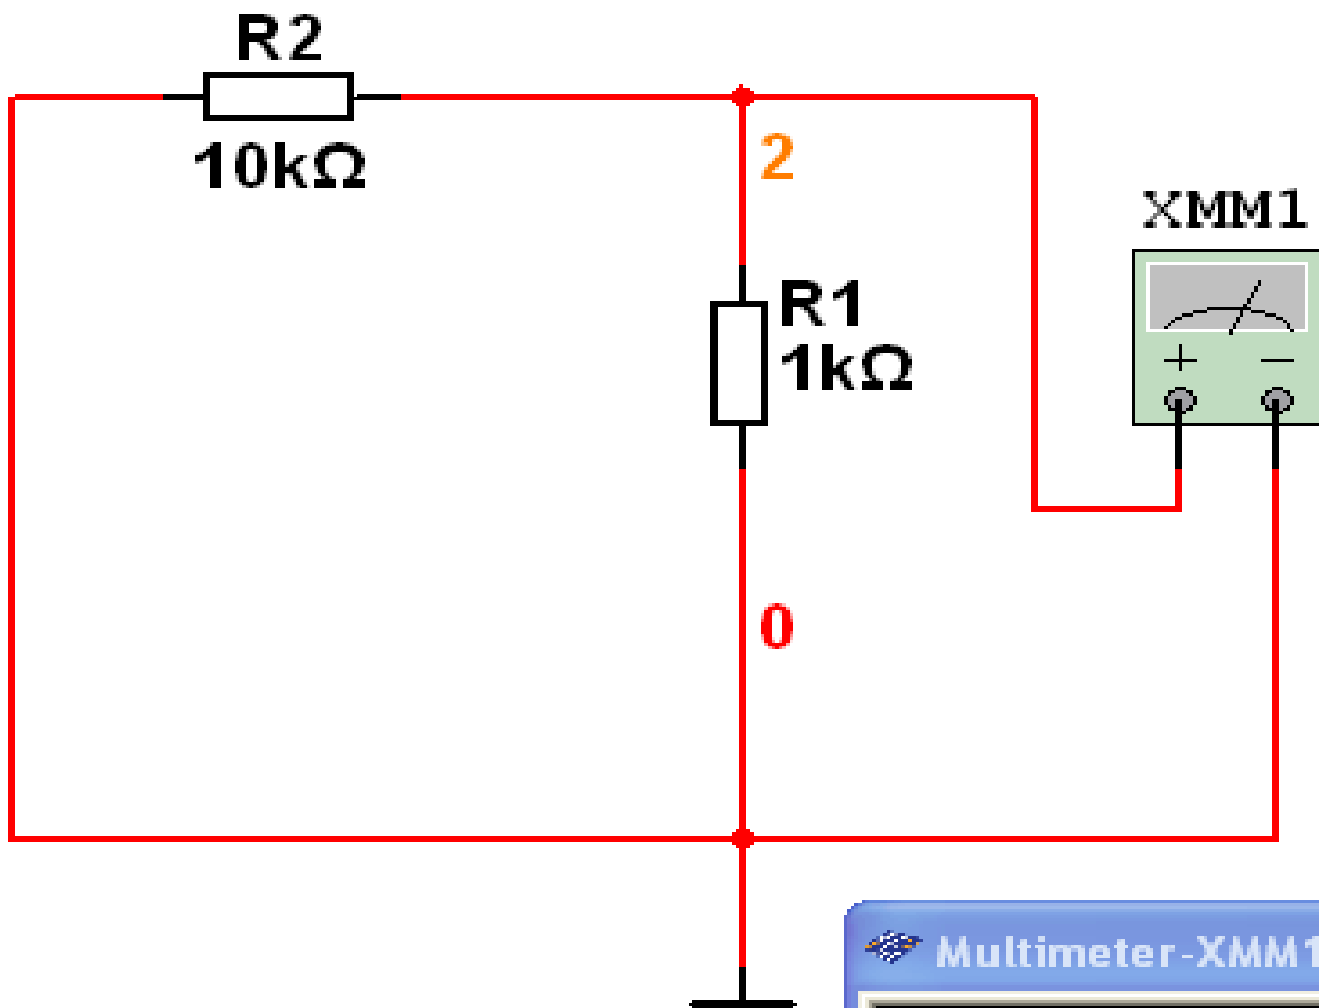 R2
10kΩ
2
XMM1
R1
1kΩ
+ −
0
Multimeter-XMM1